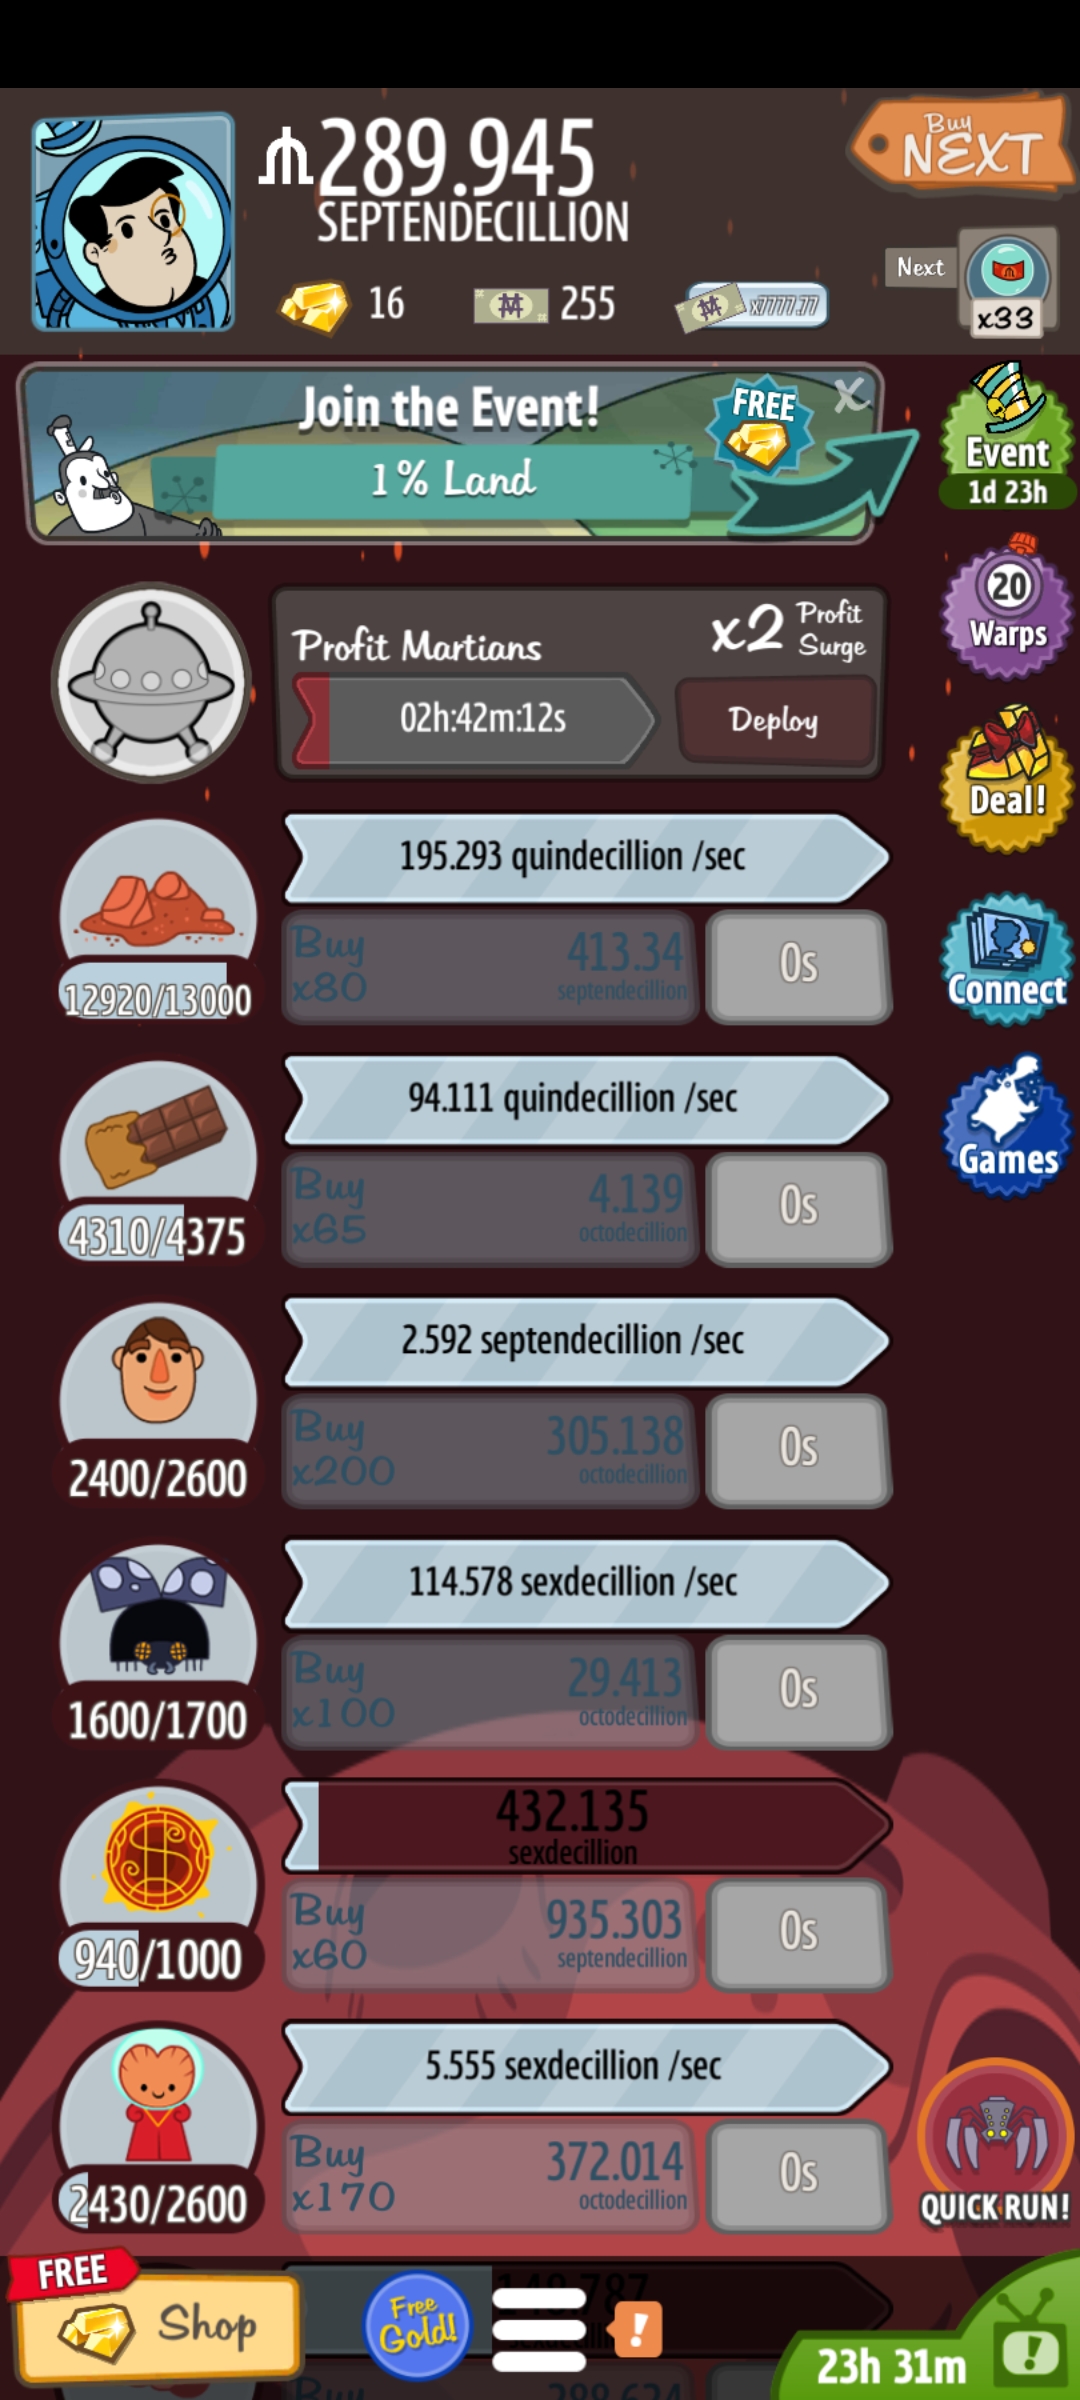 289.945
SEPTENDECILLION
Buy
NEXT
16
255
x7777.77
Next
x33
Join the Event!
1% Land
FREE
X
Event
1d 23h
20
Warps
Deal!
Connect
Games
Profit Martians
x2 Profit Surge
02h:42m:12s
Deploy
195.293 quindecillion /sec
12920/13000
Buy x80
413.34
septendecillion
0s
94.111 quindecillion /sec
4310/4375
Buy x65
4.139
octodecillion
0s
2.592 septendecillion /sec
2400/2600
Buy x200
305.138
octodecillion
0s
114.578 sexdecillion /sec
1600/1700
Buy x100
29.413
octodecillion
0s
432.135
sexdecillion
940/1000
Buy x60
935.303
septendecillion
0s
5.555 sexdecillion /sec
2430/2600
Buy x170
372.014
octodecillion
0s
QUICK RUN!
FREE
Shop
Free Gold!
!
23h 31m
!
Buy